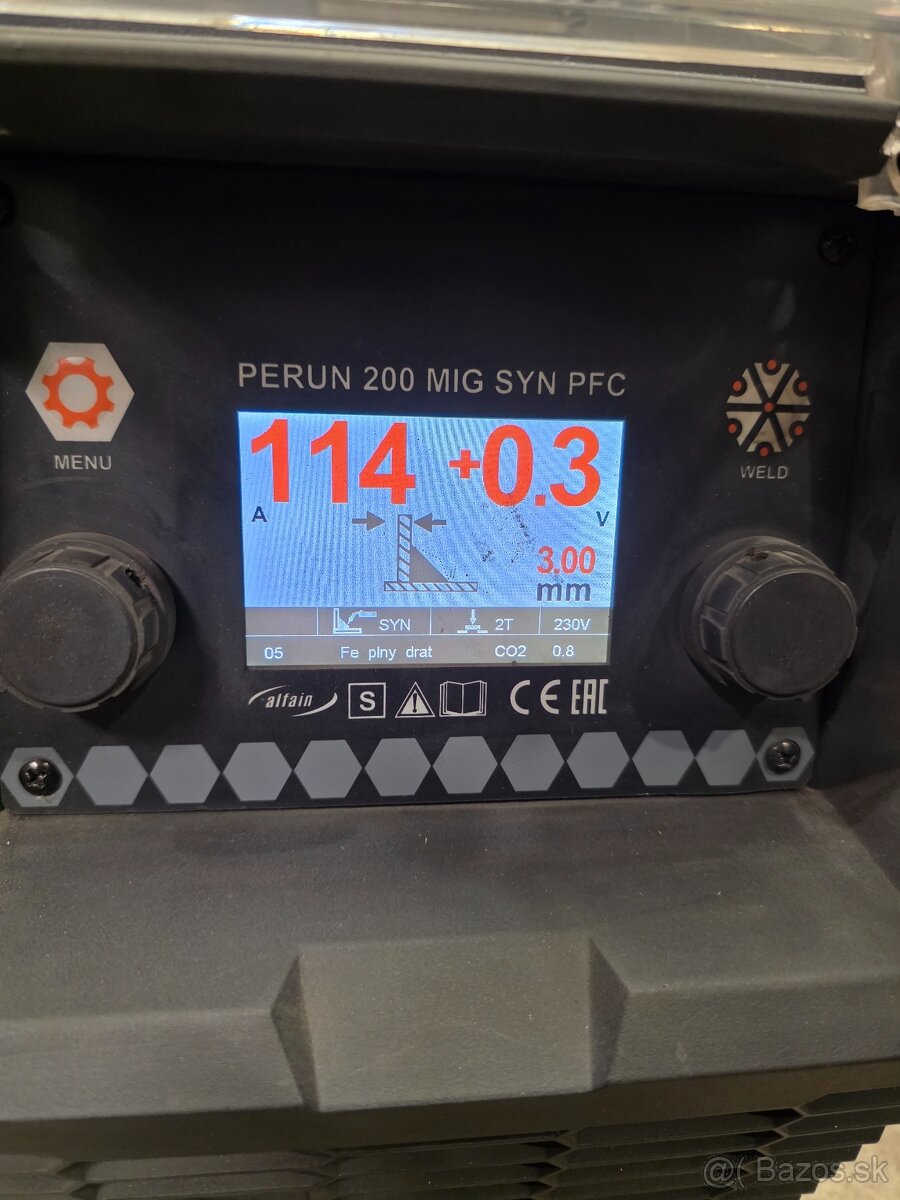 PERUN 200 MIG SYN PFC
MENU
WELD
114 +0.3
A V
3.00
mm
SYN 2T 230V
05 Fe plny drat CO2 0.8
alfain S CE EAC
@ Bazos.sk